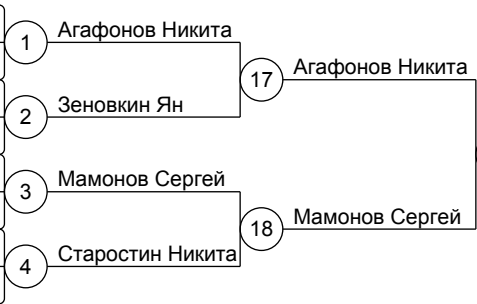 Агафонов Никита
1
17
Агафонов Никита
Зеновкин Ян
2
Мамонов Сергей
3
18
Мамонов Сергей
Старостин Никита
4